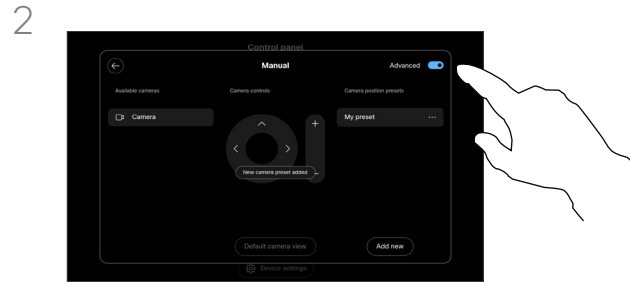 2
Control panel
Manual
Advanced
Available cameras
Camera controls
Camera position presets
Camera
My preset
New camera preset added
Default camera view
Add new
Device settings